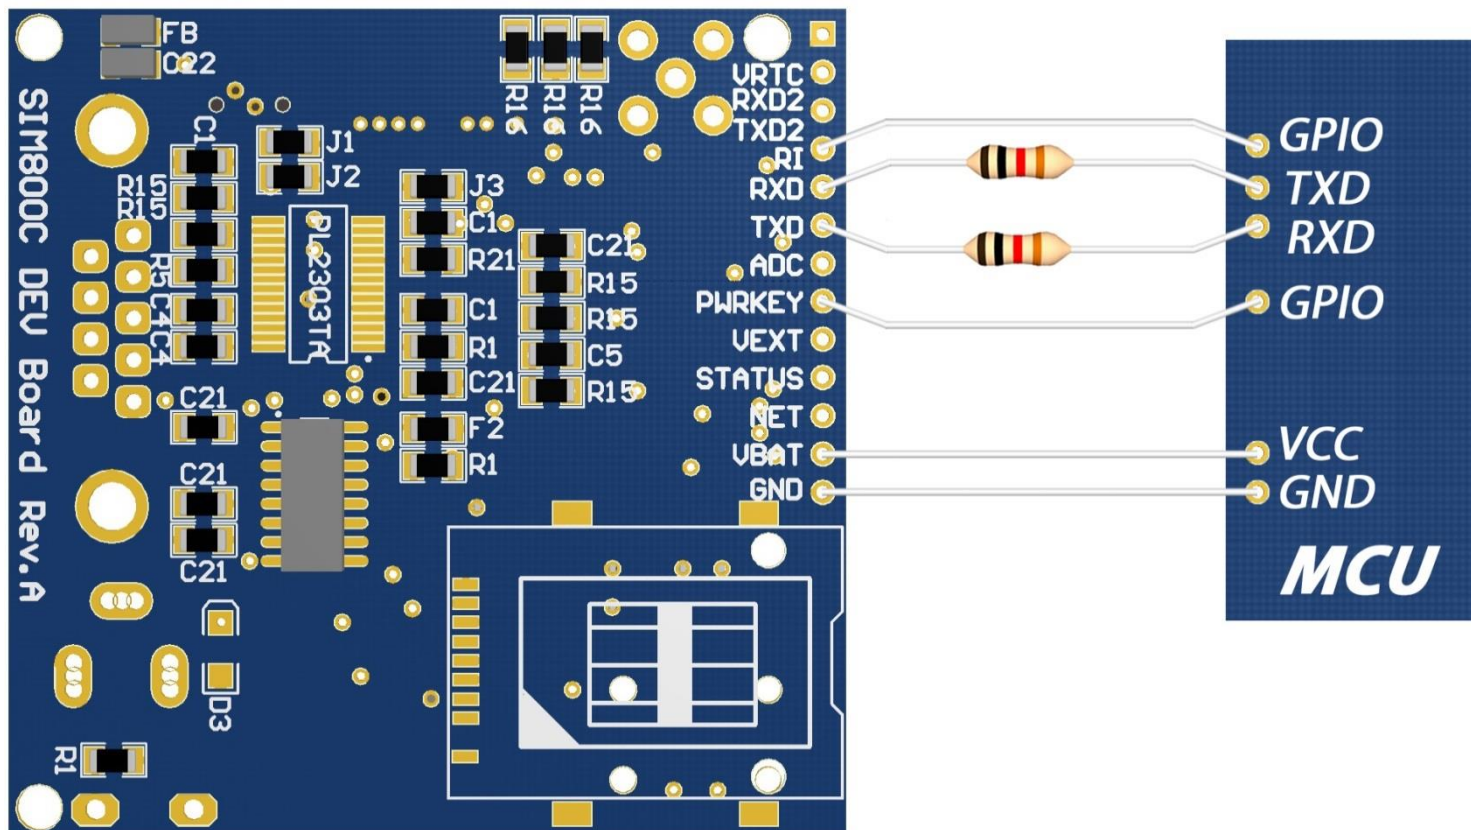 FB
C22
SIM800C DEV Board Rev.A
C1
R15
R15
R5
C4
C4
J1
J2
PL2303TA
C21
C21
C21
D3
R1
J3
C1
R21
C1
R1
C21
F2
R1
R16
R16
R16
C21
R15
R15
C5
R15
VRTC
RXD2
TXD2
RI
RXD
TXD
ADC
PWRKEY
VEXT
STATUS
NET
VBAT
GND
GPIO
TXD
RXD
GPIO
VCC
GND
MCU